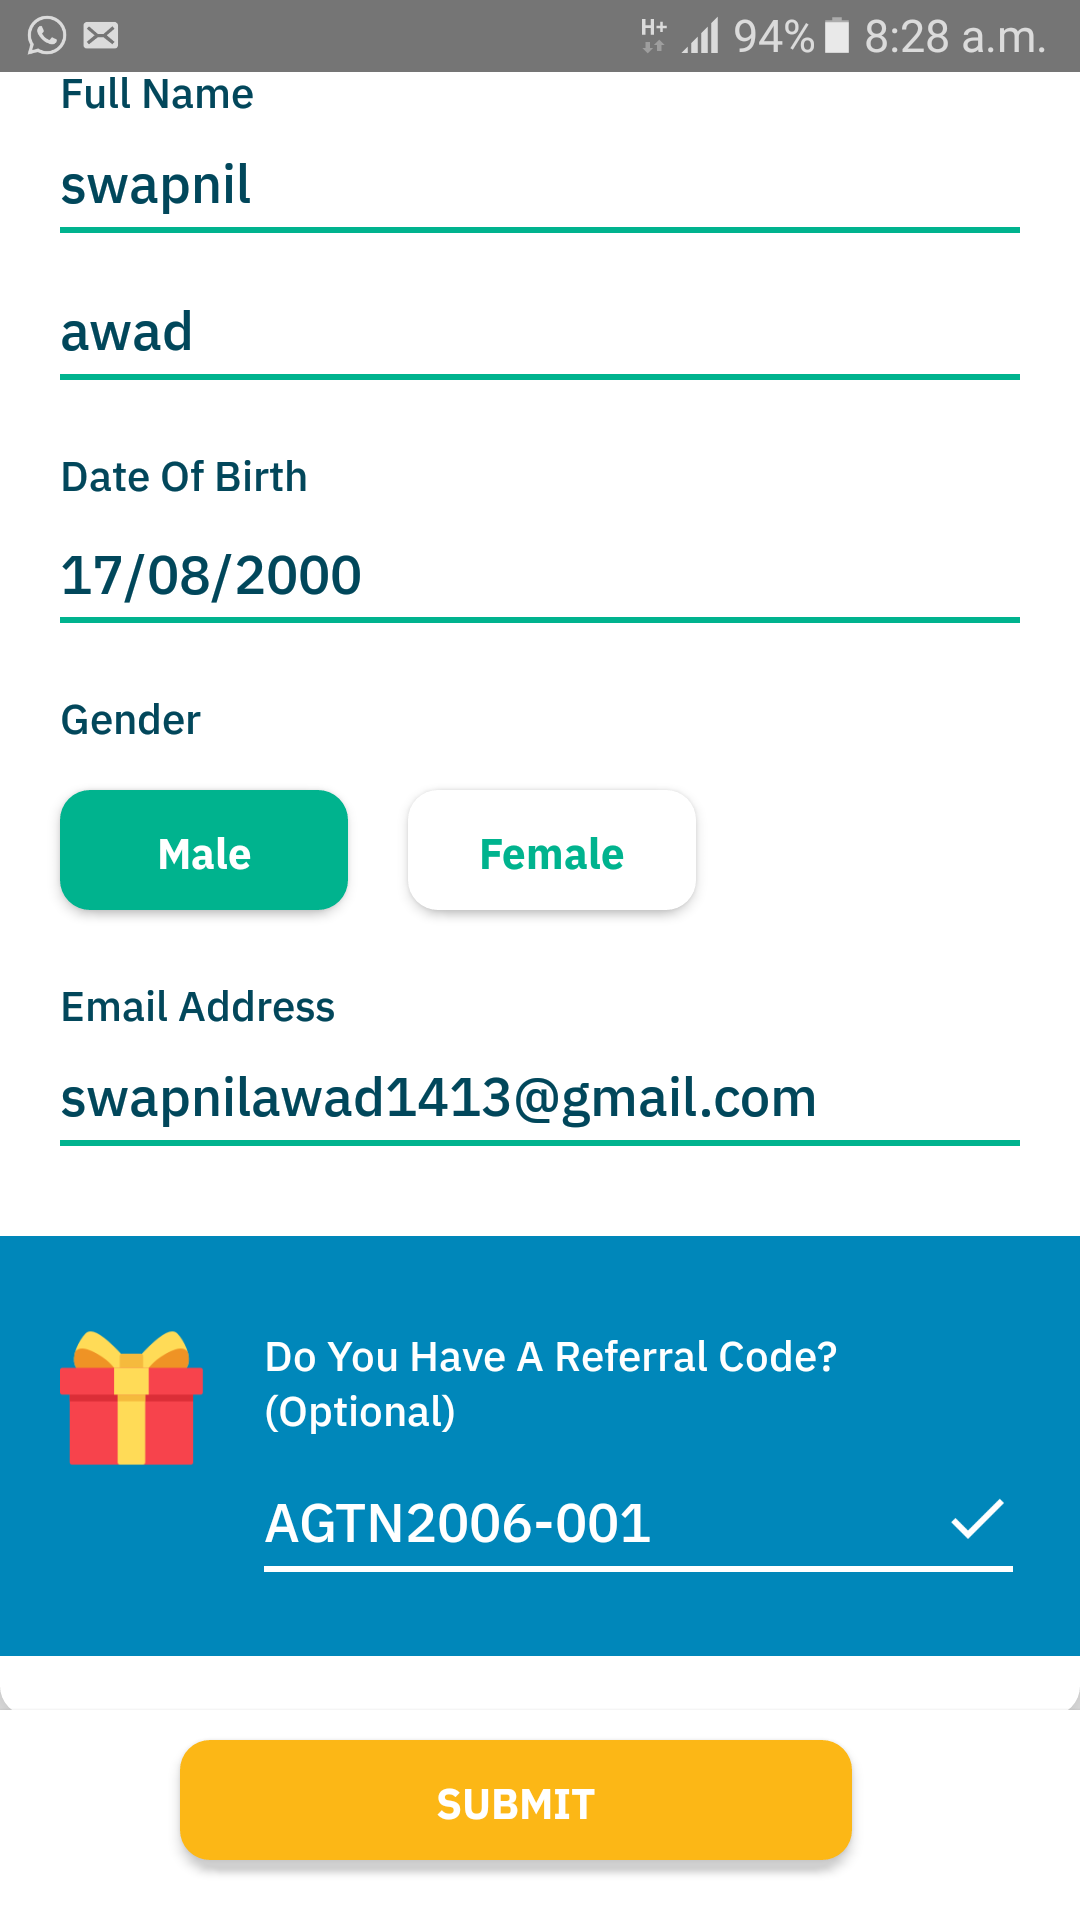 H+ 94% 8:28 a.m.
Full Name
swapnil
awad
Date Of Birth
17/08/2000
Gender
Male Female
Email Address
swapnilawad1413@gmail.com
Do You Have A Referral Code?
(Optional)
AGTN2006-001
SUBMIT